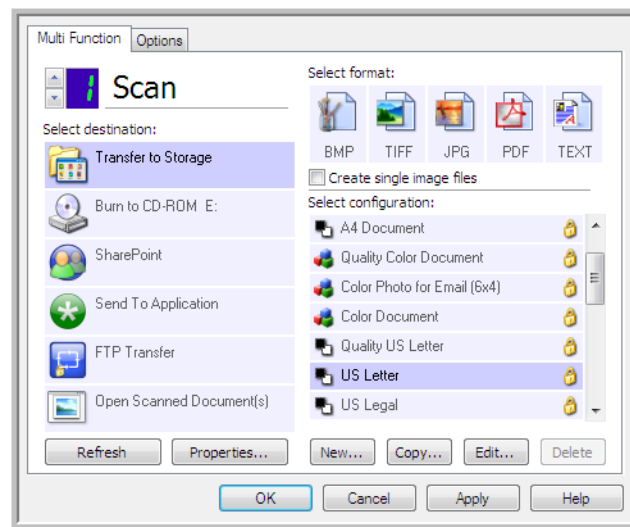 Multi Function
Options
1
Scan
Select destination:
Transfer to Storage
Burn to CD-ROM E:
SharePoint
Send To Application
FTP Transfer
Open Scanned Document(s)
Refresh
Properties...
Select format:
BMP
TIFF
JPG
PDF
TEXT
Create single image files
Select configuration:
A4 Document
Quality Color Document
Color Photo for Email (6x4)
Color Document
Quality US Letter
US Letter
US Legal
New...
Copy...
Edit...
Delete
OK
Cancel
Apply
Help